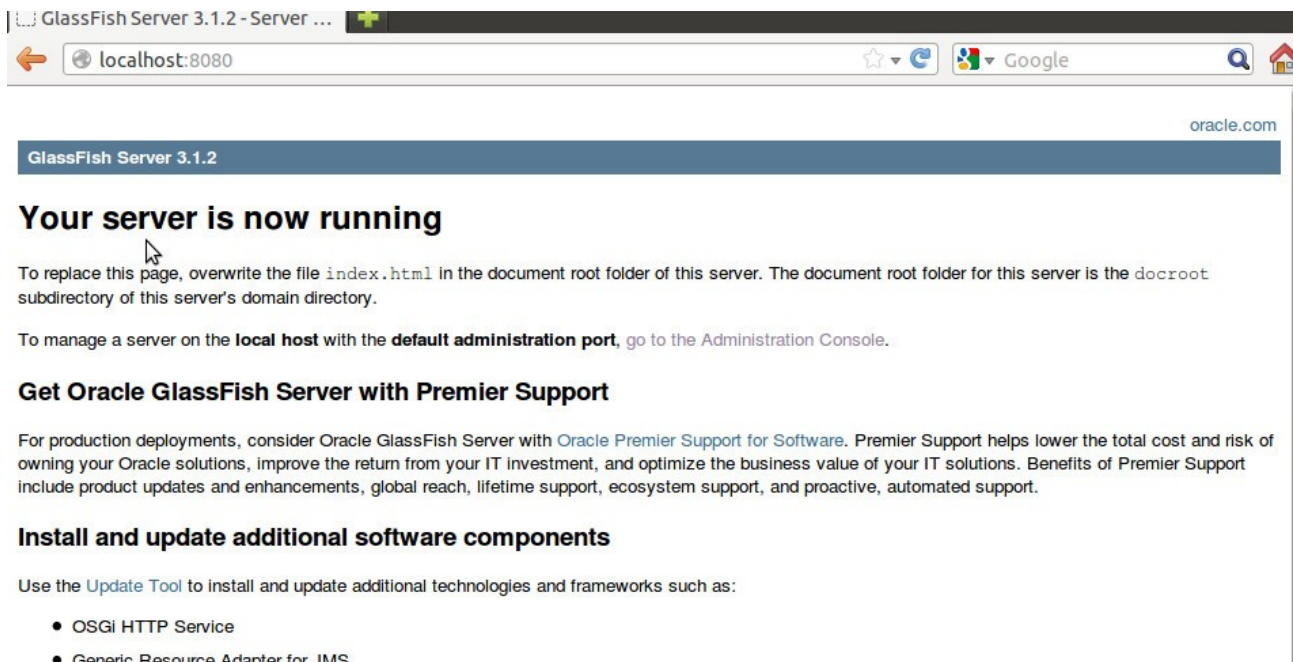 GlassFish Server 3.1.2 - Server ...
localhost:8080
Google
oracle.com
GlassFish Server 3.1.2
Your server is now running
To replace this page, overwrite the file index.html in the document root folder of this server. The document root folder for this server is the docroot
subdirectory of this server's domain directory.
To manage a server on the local host with the default administration port, go to the Administration Console.
Get Oracle GlassFish Server with Premier Support
For production deployments, consider Oracle GlassFish Server with Oracle Premier Support for Software. Premier Support helps lower the total cost and risk of
owning your Oracle solutions, improve the return from your IT investment, and optimize the business value of your IT solutions. Benefits of Premier Support
include product updates and enhancements, global reach, lifetime support, ecosystem support, and proactive, automated support.
Install and update additional software components
Use the Update Tool to install and update additional technologies and frameworks such as:
● OSGi HTTP Service
● Generic Resource Adapter for JMS